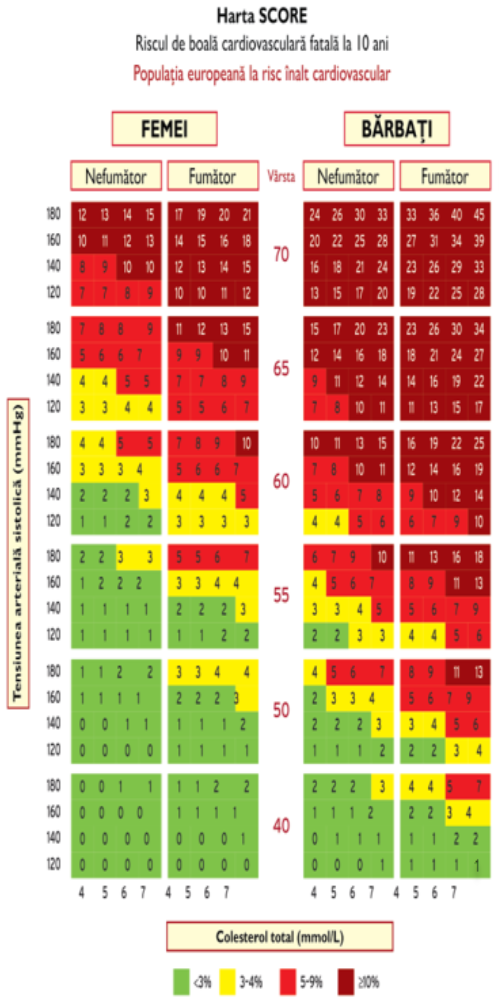 Harta SCORE
Riscul de boală cardiovasculară fatală la 10 ani
Populația europeană la risc înalt cardiovascular
FEMEI BĂRBAȚI
Nefumător Fumător Vârsta Nefumător Fumător
180 12 13 14 15 17 19 20 21 24 26 30 33 33 36 40 45
160 10 11 12 13 14 15 16 18 20 22 25 28 27 31 34 39
70
140 8 9 10 10 12 13 14 15 16 18 21 24 23 26 29 33
120 7 7 8 9 10 10 11 12 13 15 17 20 19 22 25 28
180 7 8 8 9 11 12 13 15 15 17 20 23 23 26 30 34
160 5 6 6 7 9 9 10 11 12 14 16 18 18 21 24 27
65
140 4 4 5 5 7 7 8 9 9 11 12 14 14 16 19 22
120 3 3 4 4 5 5 6 7 7 8 10 11 11 13 15 17
180 4 4 5 5 7 8 9 10 10 11 13 15 16 19 22 25
160 3 3 3 4 5 6 6 7 7 8 10 11 12 14 16 19
60
140 2 2 2 3 4 4 4 5 5 6 7 8 9 10 12 14
120 1 1 2 2 3 3 3 3 4 4 5 6 6 7 9 10
180 2 2 3 3 5 5 6 7 6 7 9 10 11 13 16 18
160 1 2 2 2 3 3 4 4 4 5 6 7 8 9 11 13
55
140 1 1 1 1 2 2 2 3 3 3 4 5 5 6 7 9
120 1 1 1 1 1 1 2 2 2 2 3 3 4 4 5 6
180 1 1 2 2 3 3 4 4 4 5 6 7 8 9 11 13
160 1 1 1 1 2 2 2 3 2 3 3 4 5 6 7 9
50
140 0 0 1 1 1 1 1 2 2 2 2 3 3 4 5 6
120 0 0 0 0 1 1 1 1 1 1 1 2 2 2 3 4
180 0 0 1 1 1 1 2 2 2 2 2 3 4 4 5 7
160 0 0 0 0 1 1 1 1 1 1 1 2 2 2 3 4
40
140 0 0 0 0 0 0 0 1 0 1 1 1 1 1 2 2
120 0 0 0 0 0 0 0 0 0 0 0 1 1 1 1 1
4 5 6 7 4 5 6 7 4 5 6 7 4 5 6 7
Tensiunea arterială sistolică (mmHg)
Colesterol total (mmol/L)
<3% 3-4% 5-9% ≥10%